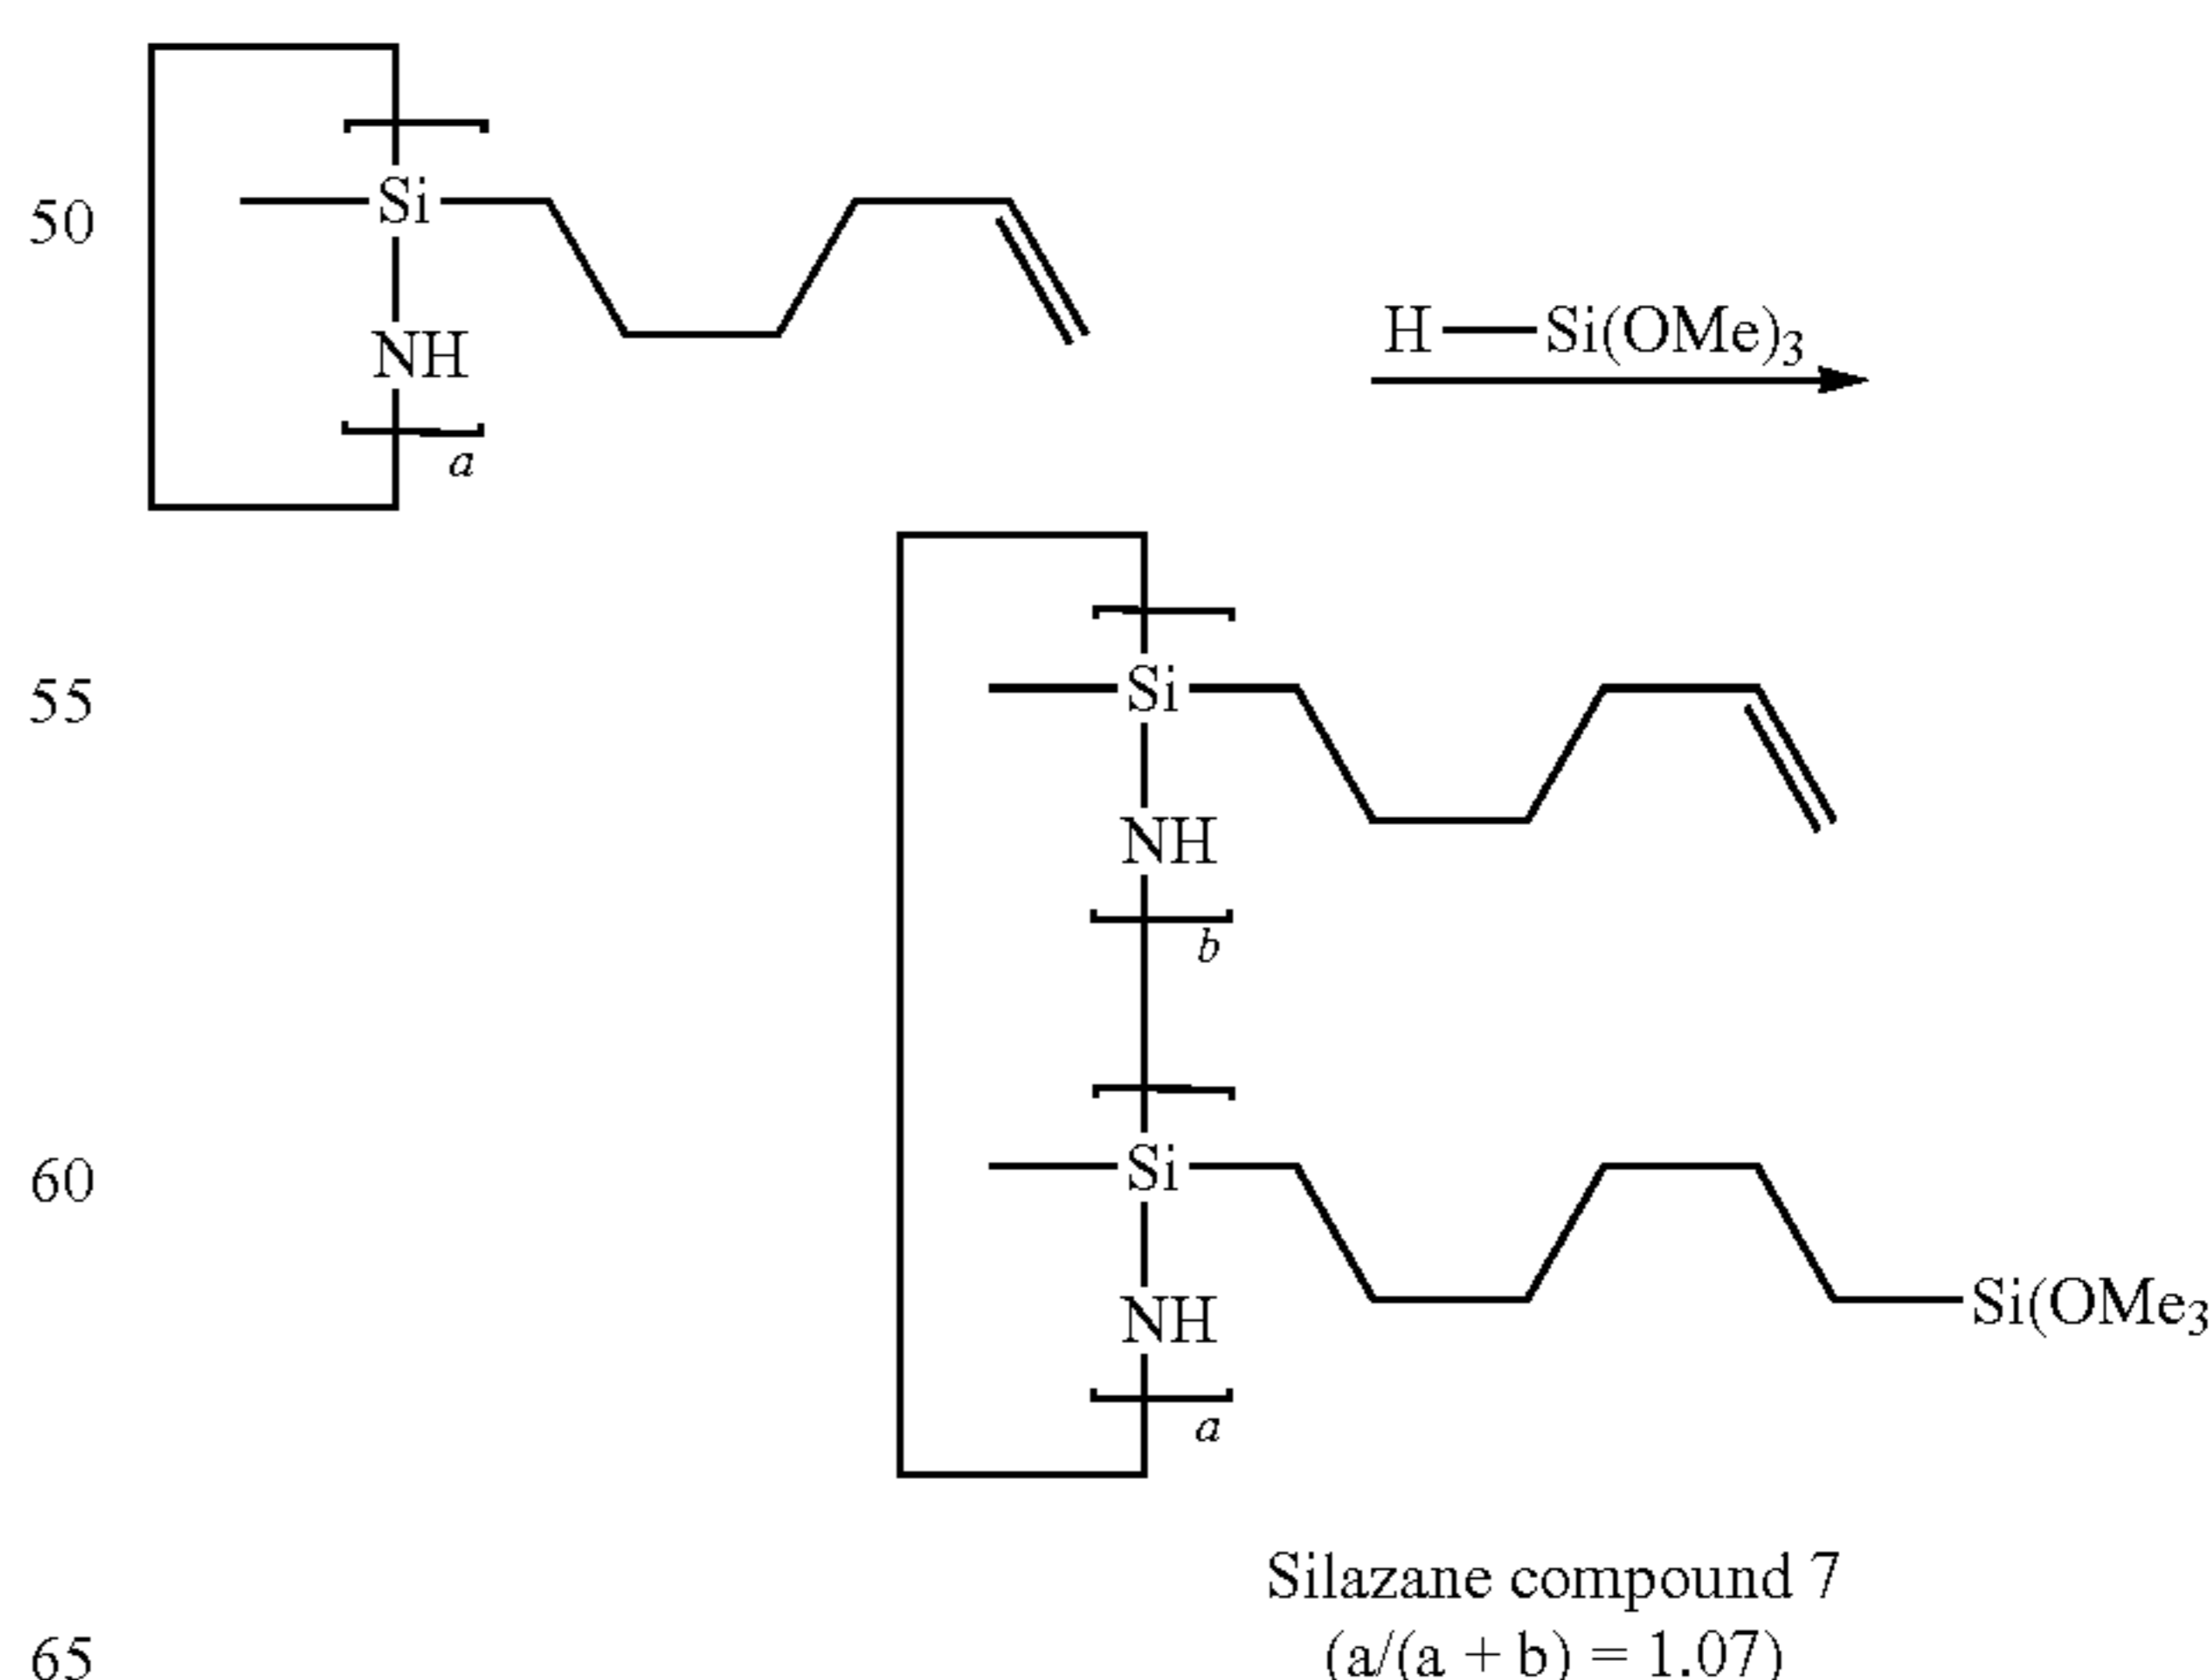 50
Si
NH
a
H—Si(OMe)3
55
Si
NH
b
60
Si
NH
a
Si(OMe3
Silazane compound 7
65
(a/(a + b) = 1.07)